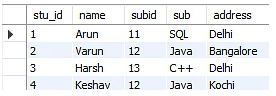 stu_id name subid sub address
1 Arun 11 SQL Delhi
2 Varun 12 Java Bangalore
3 Harsh 13 C++ Delhi
4 Keshav 12 Java Kochi